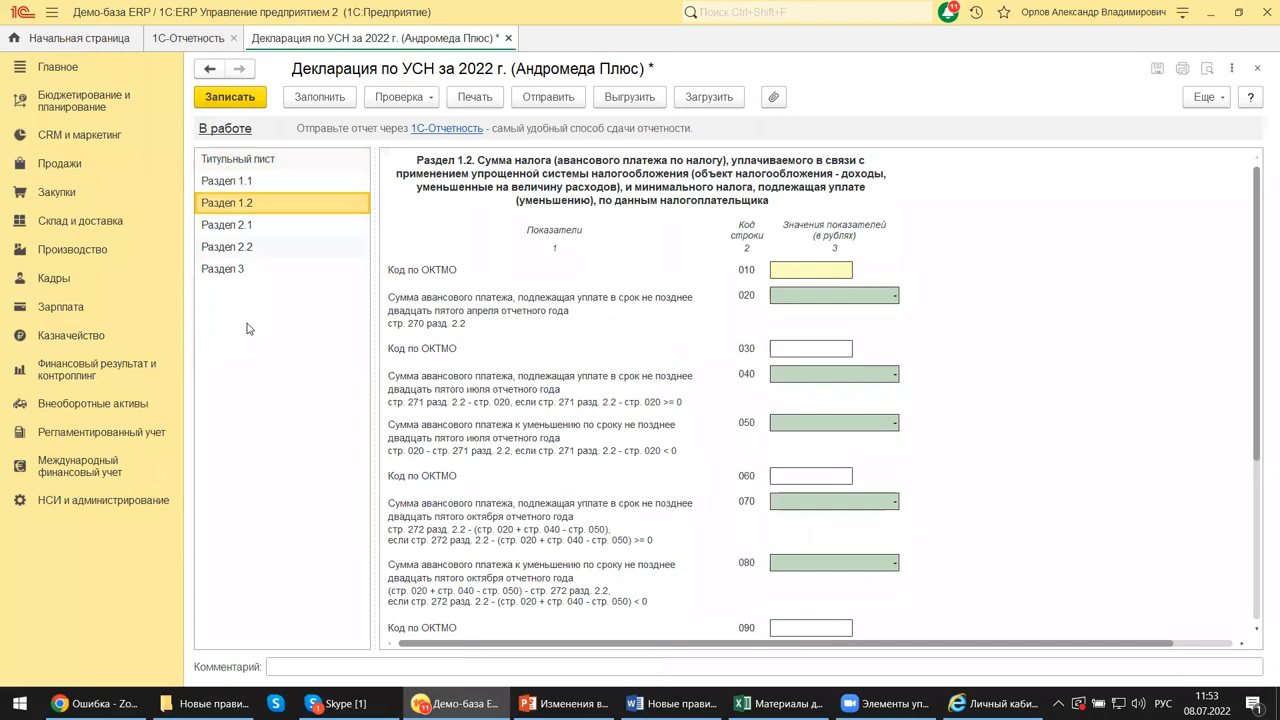 Демо-база ERP / 1С:ERP Управление предприятием 2 (1С:Предприятие)
Поиск Ctrl+Shift+F
11
Орлов Александр Владимирович
Начальная страница
1С-Отчетность ×
Декларация по УСН за 2022 г. (Андромеда Плюс) * ×
Главное
Бюджетирование и
планирование
CRM и маркетинг
Продажи
Закупки
Склад и доставка
Производство
Кадры
Зарплата
Казначейство
Финансовый результат и
контроллинг
Внеоборотные активы
Регламентированный учет
Международный
финансовый учет
НСИ и администрирование
Декларация по УСН за 2022 г. (Андромеда Плюс) *
Записать
Заполнить
Проверка
Печать
Отправить
Выгрузить
Загрузить
Еще
?
В работе
Отправьте отчет через 1С-Отчетность - самый удобный способ сдачи отчетности.
Титульный лист
Раздел 1.1
Раздел 1.2
Раздел 2.1
Раздел 2.2
Раздел 3
Раздел 1.2. Сумма налога (авансового платежа по налогу), уплачиваемого в связи с
применением упрощенной системы налогообложения (объект налогообложения - доходы,
уменьшенные на величину расходов), и минимального налога, подлежащая уплате
(уменьшению), по данным налогоплательщика
Показатели
Код
строки
Значения показателей
(в рублях)
1 2 3
Код по ОКТМО 010
Сумма авансового платежа, подлежащая уплате в срок не позднее 020 -
двадцать пятого апреля отчетного года
стр. 270 разд. 2.2
Код по ОКТМО 030
Сумма авансового платежа, подлежащая уплате в срок не позднее 040 -
двадцать пятого июля отчетного года
стр. 271 разд. 2.2 - стр. 020, если стр. 271 разд. 2.2 - стр. 020 >= 0
Сумма авансового платежа к уменьшению по сроку не позднее 050 -
двадцать пятого июля отчетного года
стр. 020 - стр. 271 разд. 2.2, если стр. 271 разд. 2.2 - стр. 020 < 0
Код по ОКТМО 060
Сумма авансового платежа, подлежащая уплате в срок не позднее 070 -
двадцать пятого октября отчетного года
стр. 272 разд. 2.2 - (стр. 020 + стр. 040 - стр. 050),
если стр. 272 разд. 2.2 - (стр. 020 + стр. 040 - стр. 050) >= 0
Сумма авансового платежа к уменьшению по сроку не позднее 080 -
двадцать пятого октября отчетного года
(стр. 020 + стр. 040 - стр. 050) - стр. 272 разд. 2.2,
если стр. 272 разд. 2.2 - (стр. 020 + стр. 040 - стр. 050) < 0
Код по ОКТМО 090
Комментарий:
Ошибка - Zo...
Новые прави...
Skype [1]
Демо-база E...
Изменения в...
Новые прави...
Материалы д...
Элементы уп...
Личный каби...
РУС
11:53
08.07.2022